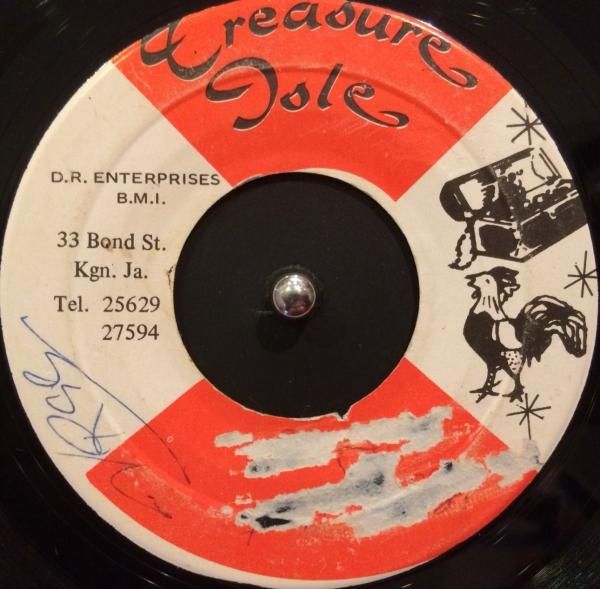 Treasure
Isle
D.R. ENTERPRISES
B.M.I.
33 Bond St.
Kgn. Ja.
Tel. 25629
27594